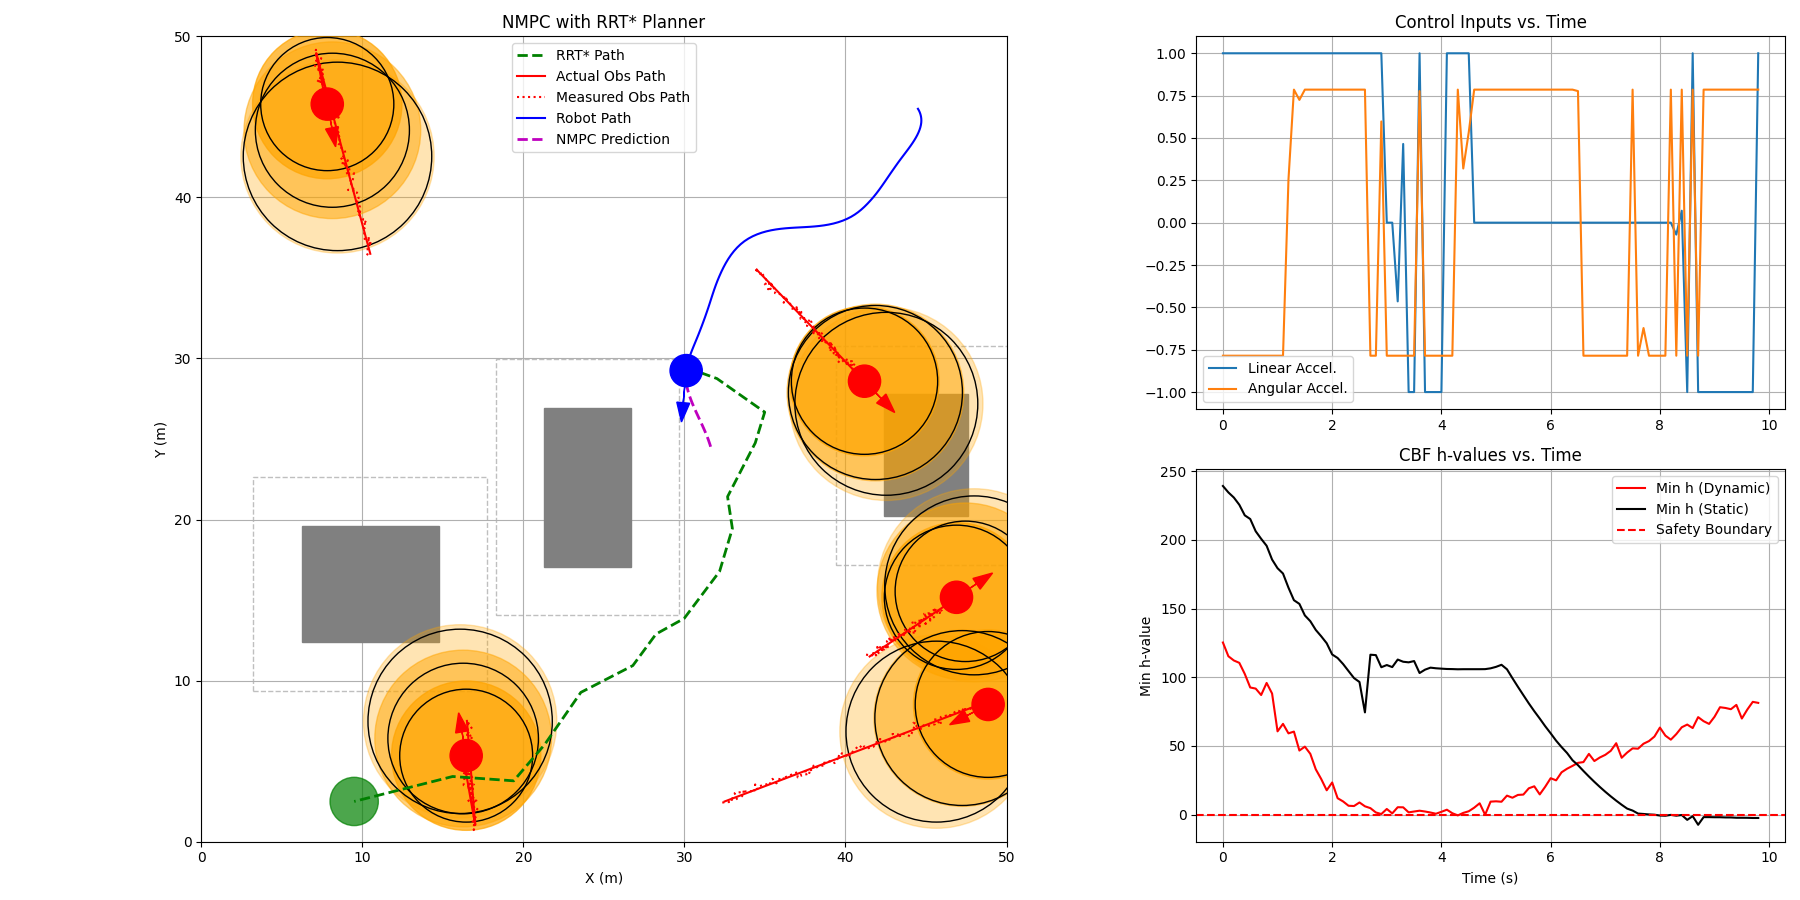 NMPC with RRT* Planner
RRT* Path
Actual Obs Path
Measured Obs Path
Robot Path
NMPC Prediction
50
40
30
20
10
0
Y (m)
0 10 20 30 40 50
X (m)
Control Inputs vs. Time
1.00
0.75
0.50
0.25
0.00
−0.25
−0.50
−0.75
−1.00
Linear Accel.
Angular Accel.
0 2 4 6 8 10
CBF h-values vs. Time
Min h (Dynamic)
Min h (Static)
Safety Boundary
250
200
150
100
50
0
Min h-value
0 2 4 6 8 10
Time (s)